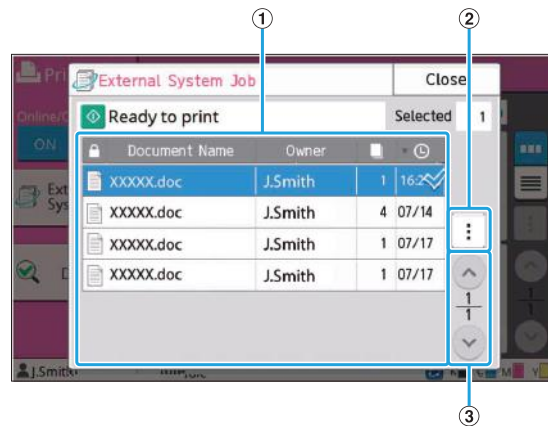 ① ②
Pri
External System Job
Close
Online/O
Ready to print
Selected 1
ON
Document Name Owner
XXXXX.doc J.Smith 1 16:2
Ext
Sys
XXXXX.doc J.Smith 4 07/14
XXXXX.doc J.Smith 1 07/17
XXXXX.doc J.Smith 1 07/17
D
1
1
J.Smith
M Y
③